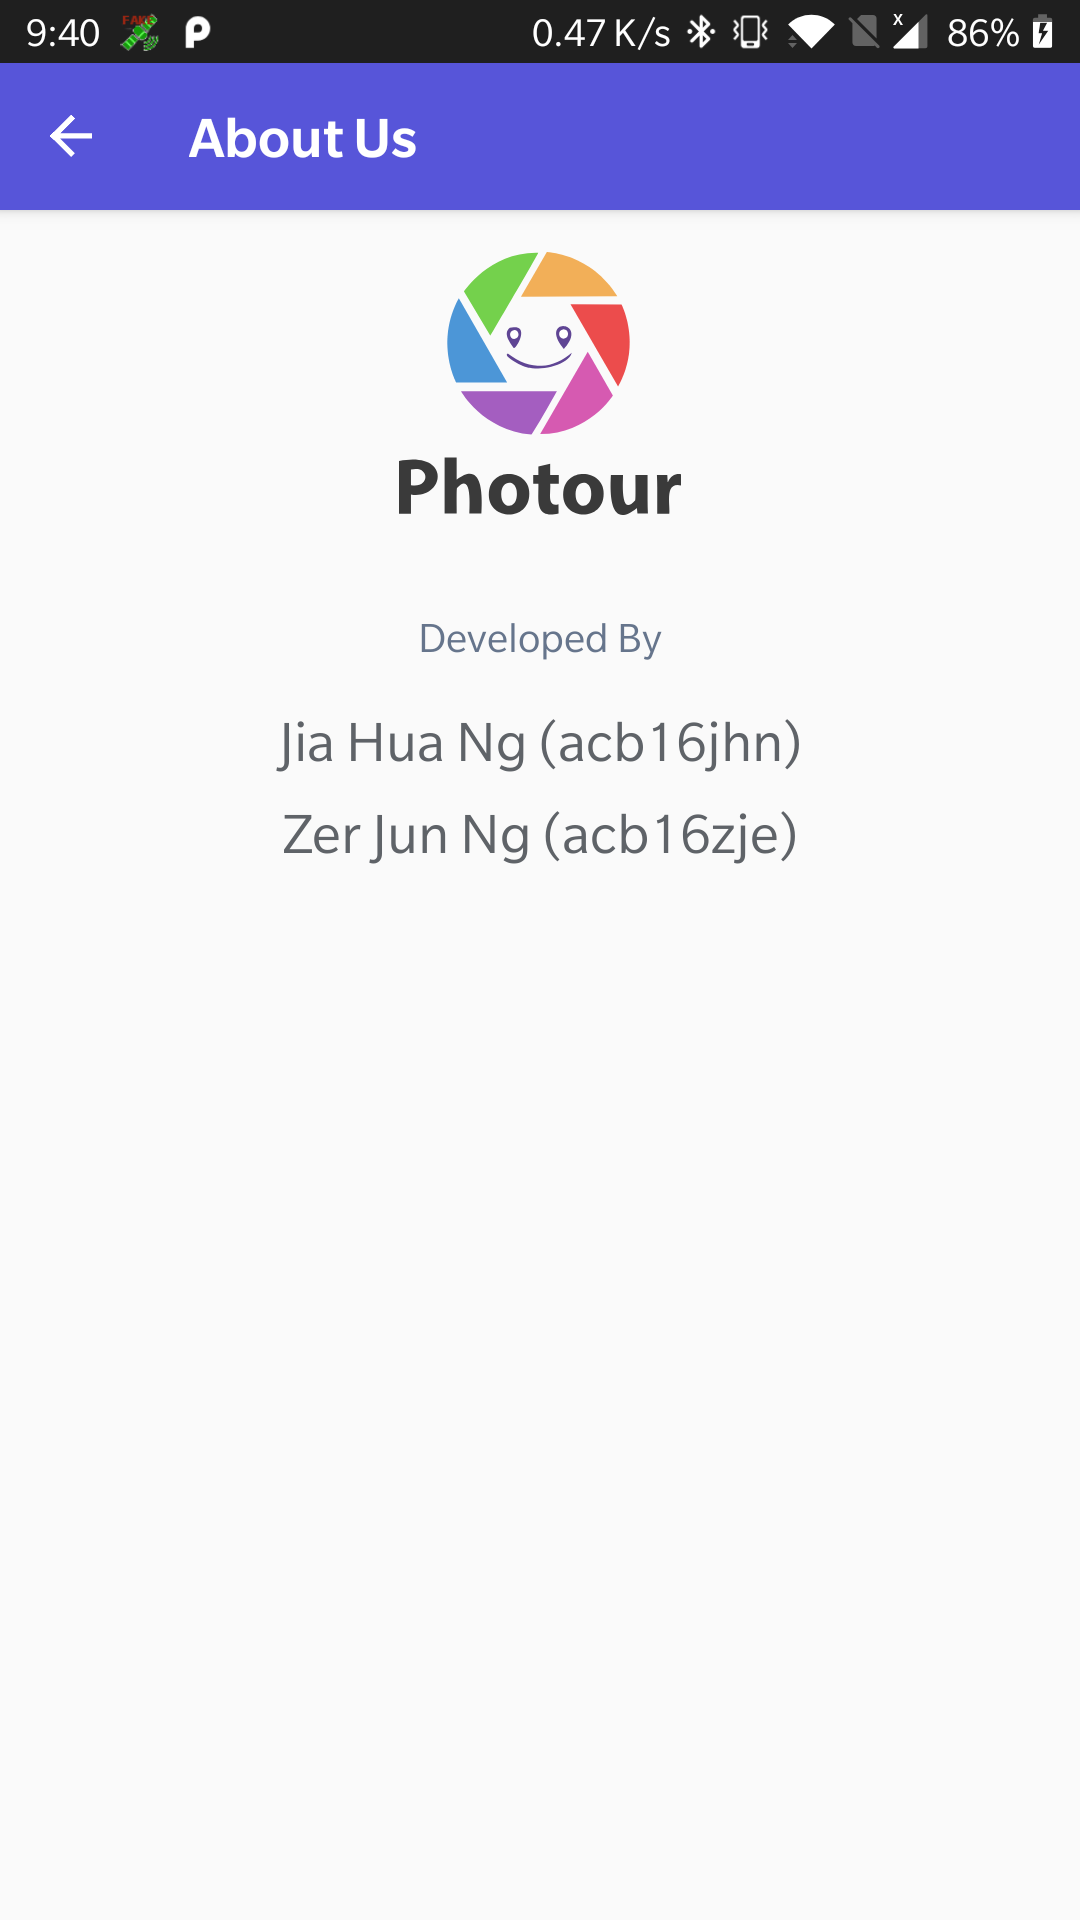 9:40 FAKE 0.47 K/s X 86%
About Us
Photour
Developed By
Jia Hua Ng (acb16jhn)
Zer Jun Ng (acb16zje)